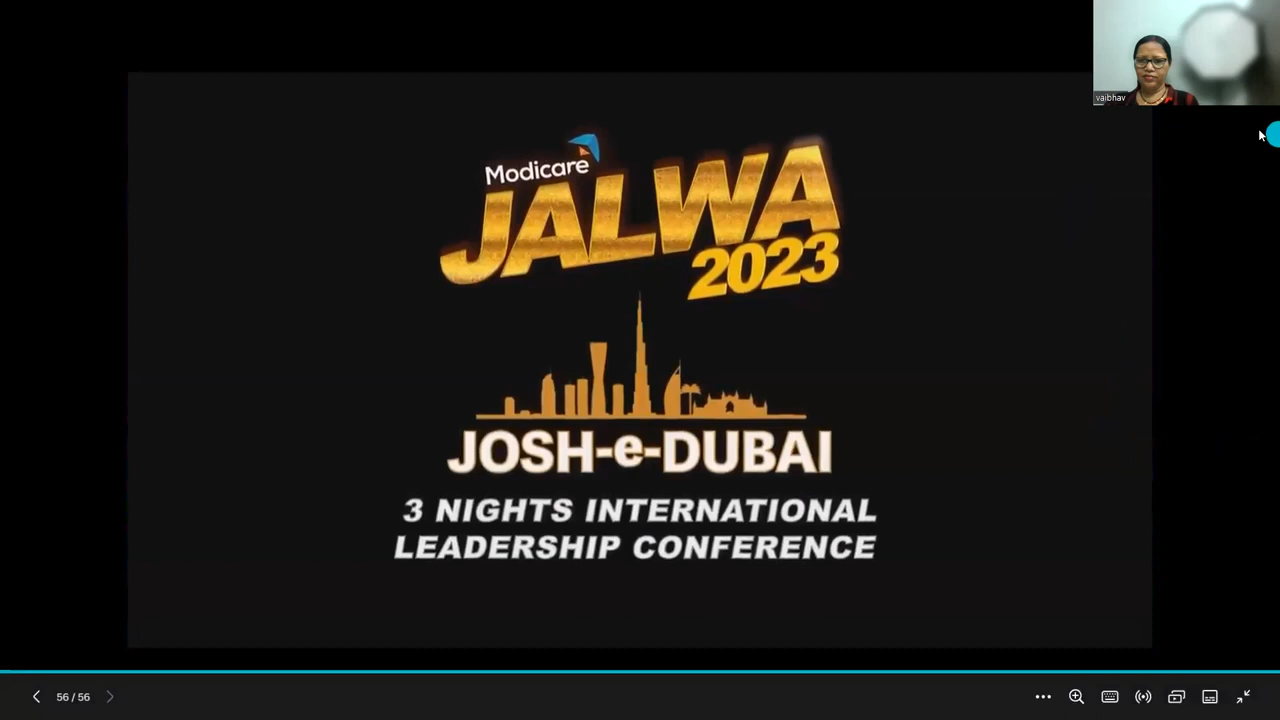 vaibhav
Modicare
JALWA
2023
JOSH-e-DUBAI
3 NIGHTS INTERNATIONAL
LEADERSHIP CONFERENCE
56 / 56